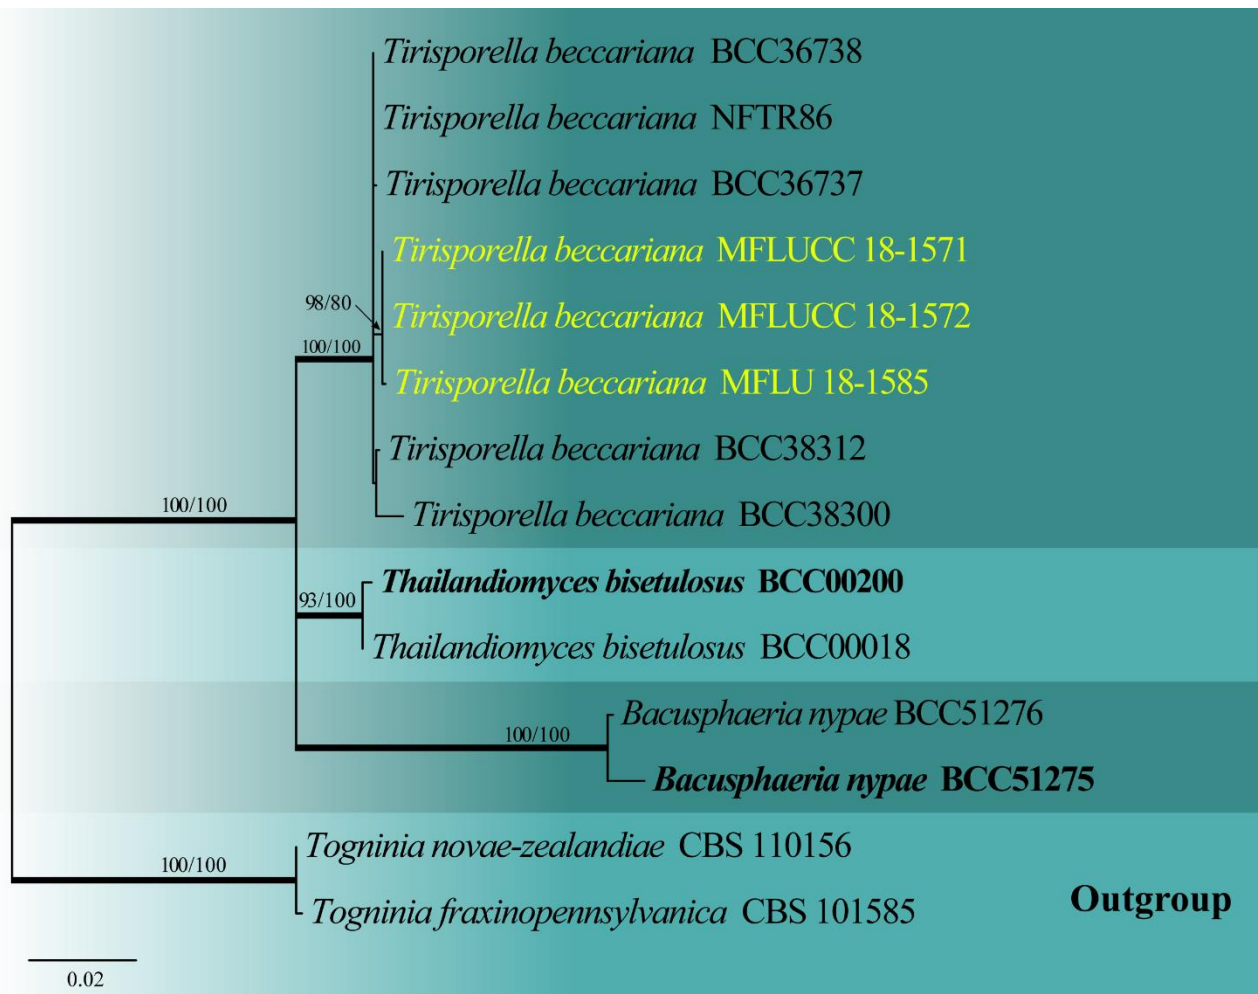 Tirisporella beccariana BCC36738
Tirisporella beccariana NFTR86
Tirisporella beccariana BCC36737
Tirisporella beccariana MFLUCC 18-1571
98/80
Tirisporella beccariana MFLUCC 18-1572
100/100
Tirisporella beccariana MFLU 18-1585
Tirisporella beccariana BCC38312
100/100
Tirisporella beccariana BCC38300
Thailandiomyces bisetulosus BCC00200
93/100
Thailandiomyces bisetulosus BCC00018
Bacusphaeria nypae BCC51276
100/100
Bacusphaeria nypae BCC51275
Togninia novae-zealandiae CBS 110156
100/100
Togninia fraxinopennsylvanica CBS 101585
Outgroup
0.02